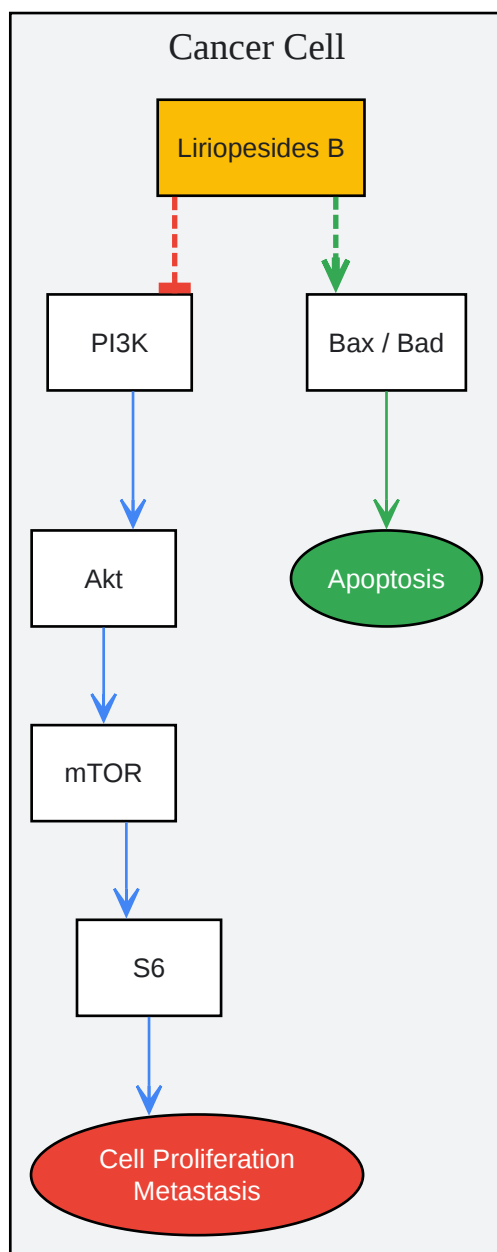 Cancer Cell
Liriopesides B
PI3K
Bax / Bad
Akt
Apoptosis
mTOR
S6
Cell Proliferation
Metastasis